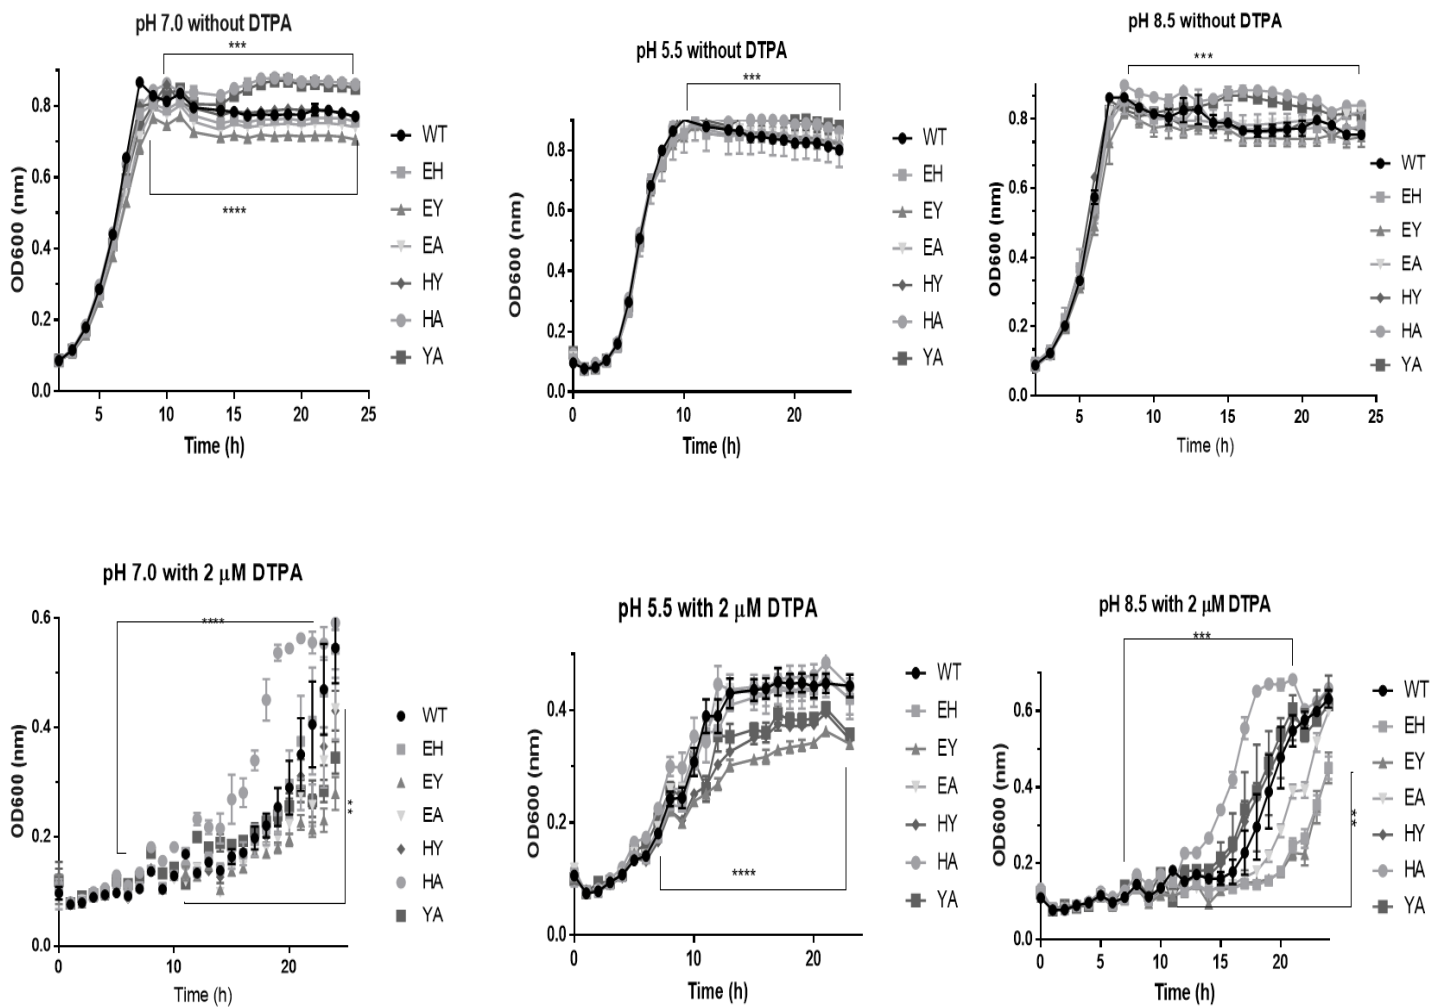 pH 7.0 without DTPA
***
****
OD600 (nm)
0.8
0.6
0.4
0.2
0.0
5 10 15 20 25
Time (h)
WT
EH
EY
EA
HY
HA
YA
pH 5.5 without DTPA
***
OD600 (nm)
0.8
0.6
0.4
0.2
0.0
0 10 20
Time (h)
WT
EH
EY
EA
HY
HA
YA
pH 8.5 without DTPA
***
OD600 (nm)
0.8
0.6
0.4
0.2
0.0
5 10 15 20 25
Time (h)
WT
EH
EY
EA
HY
HA
YA
pH 7.0 with 2 μM DTPA
****
**
OD600 (nm)
0.6
0.4
0.2
0.0
0 10 20
Time (h)
WT
EH
EY
EA
HY
HA
YA
pH 5.5 with 2 μM DTPA
****
OD600 (nm)
0.4
0.2
0.0
0 10 20
Time (h)
WT
EH
EY
EA
HY
HA
YA
pH 8.5 with 2 μM DTPA
***
**
OD600 (nm)
0.6
0.4
0.2
0.0
0 5 10 15 20
Time (h)
WT
EH
EY
EA
HY
HA
YA